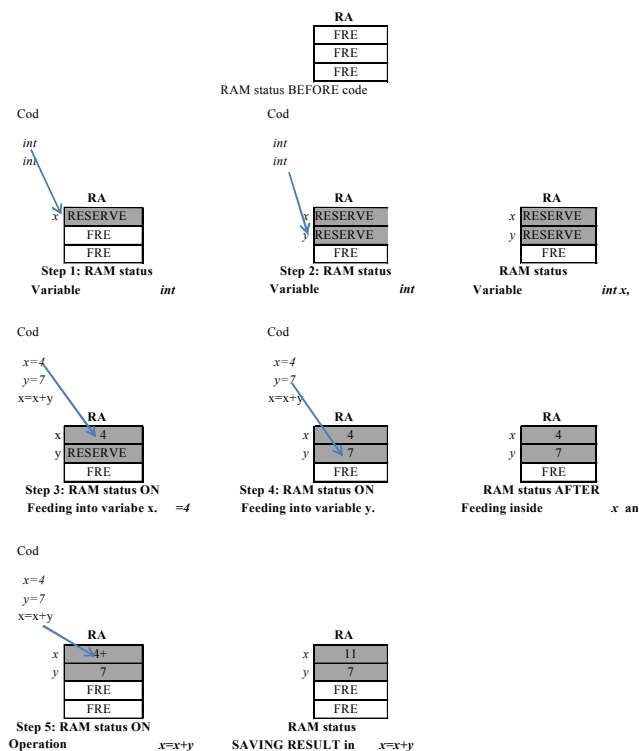 RA
FRE
FRE
FRE
RAM status BEFORE code
Cod Cod
int int
int int
RA RA RA
x RESERVE x RESERVE x RESERVE
FRE y RESERVE y RESERVE
FRE FRE FRE
Step 1: RAM status Step 2: RAM status RAM status
Variable int Variable int Variable int x,
Cod Cod
x=4 x=4
y=7 y=7
x=x+y x=x+y
RA RA RA
x 4 x 4 x 4
y RESERVE y 7 y 7
FRE FRE FRE
Step 3: RAM status ON Step 4: RAM status ON RAM status AFTER
Feeding into variabe x. =4 Feeding into variable y. Feeding inside x an
Cod
x=4
y=7
x=x+y
RA RA
x 4+ x 11
y 7 y 7
FRE FRE
FRE FRE
Step 5: RAM status ON RAM status
Operation x=x+y SAVING RESULT in x=x+y